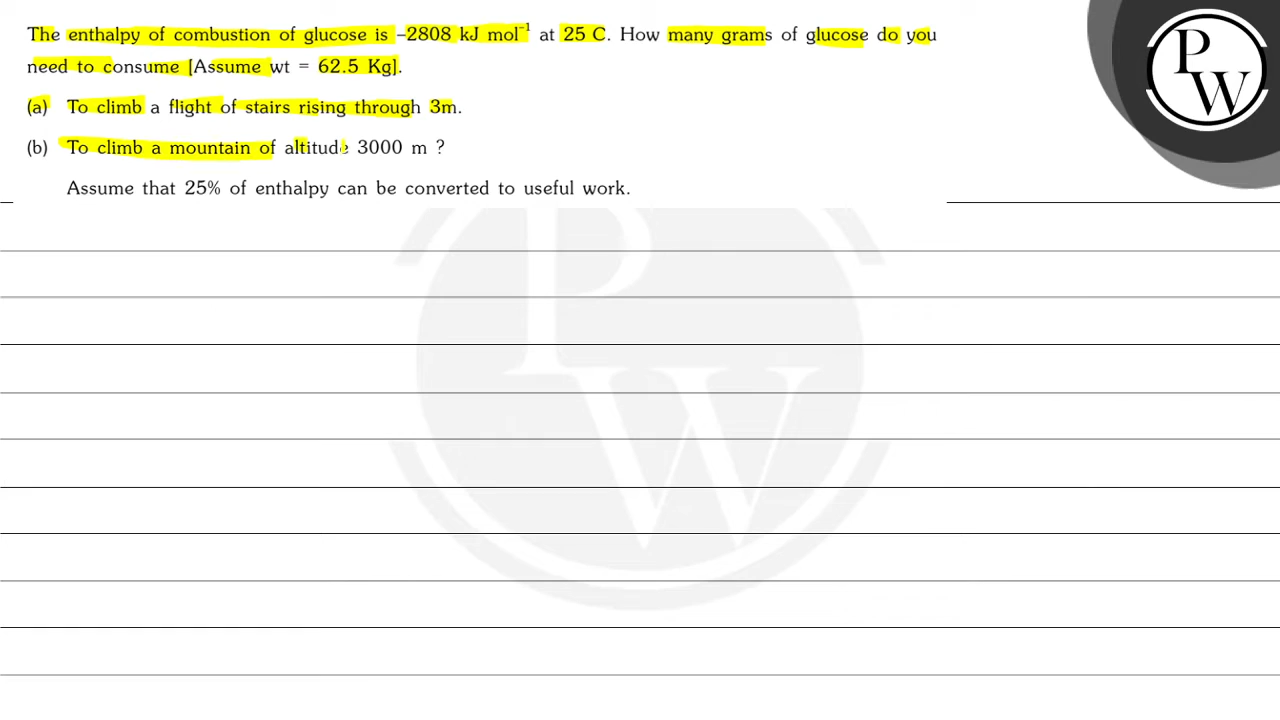 The enthalpy of combustion of glucose is –2808 kJ mol⁻¹ at 25 C. How many grams of glucose do you
need to consume [Assume wt = 62.5 Kg].
(a) To climb a flight of stairs rising through 3m.
(b) To climb a mountain of altitude 3000 m ?
Assume that 25% of enthalpy can be converted to useful work.
P
W
P
W